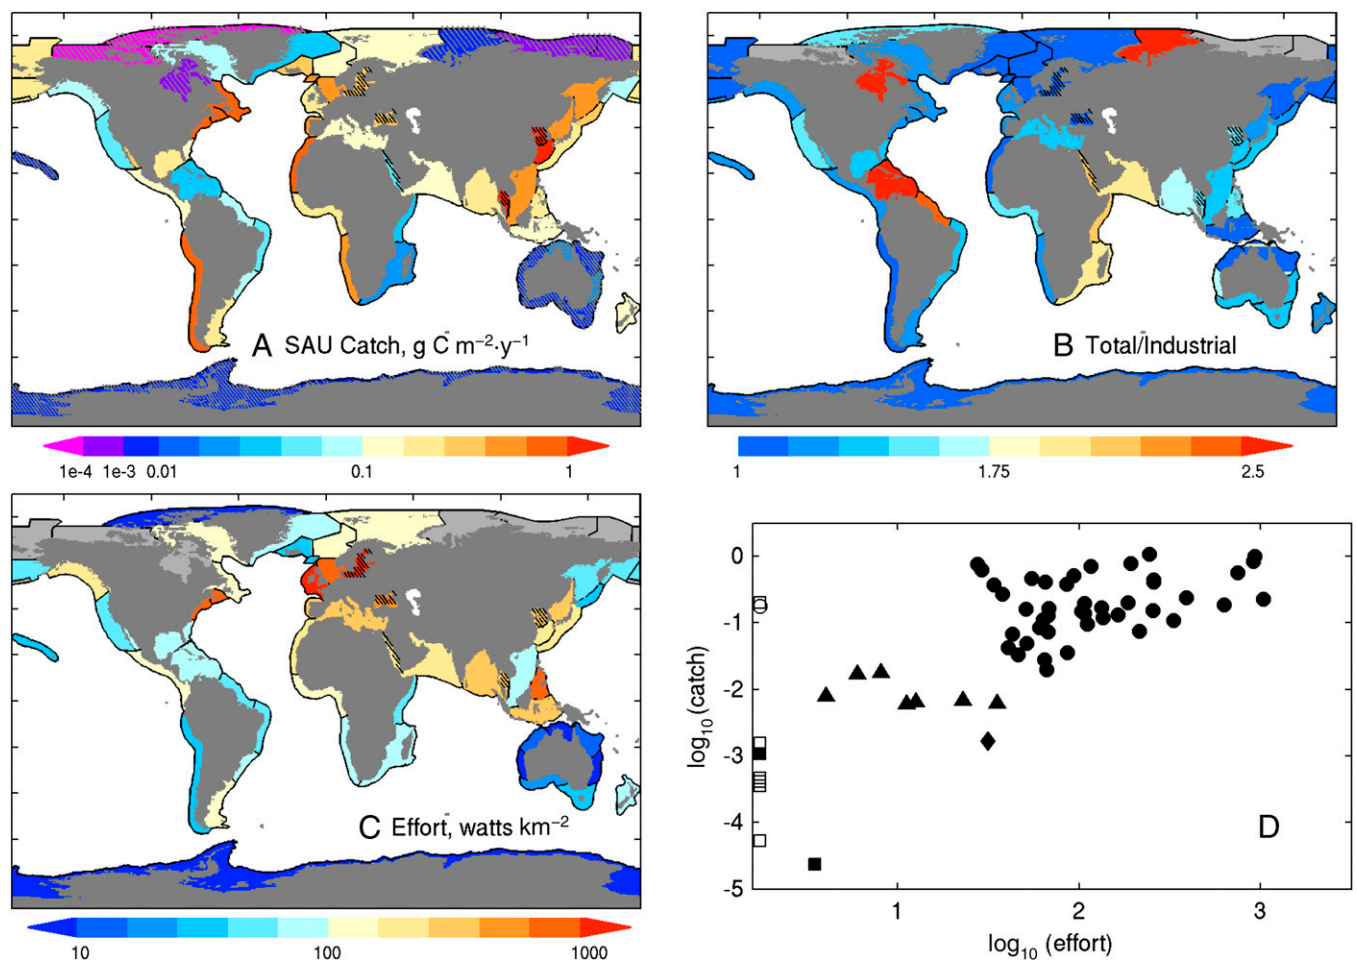 A SAU Catch, g C m⁻²·y⁻¹
1e-4 1e-3 0.01 0.1 1
B Total/Industrial
1 1.75 2.5
C Effort, watts km⁻²
10 100 1000
0
-1
-2
-3
-4
-5
log₁₀ (catch)
D
1 2 3
log₁₀ (effort)